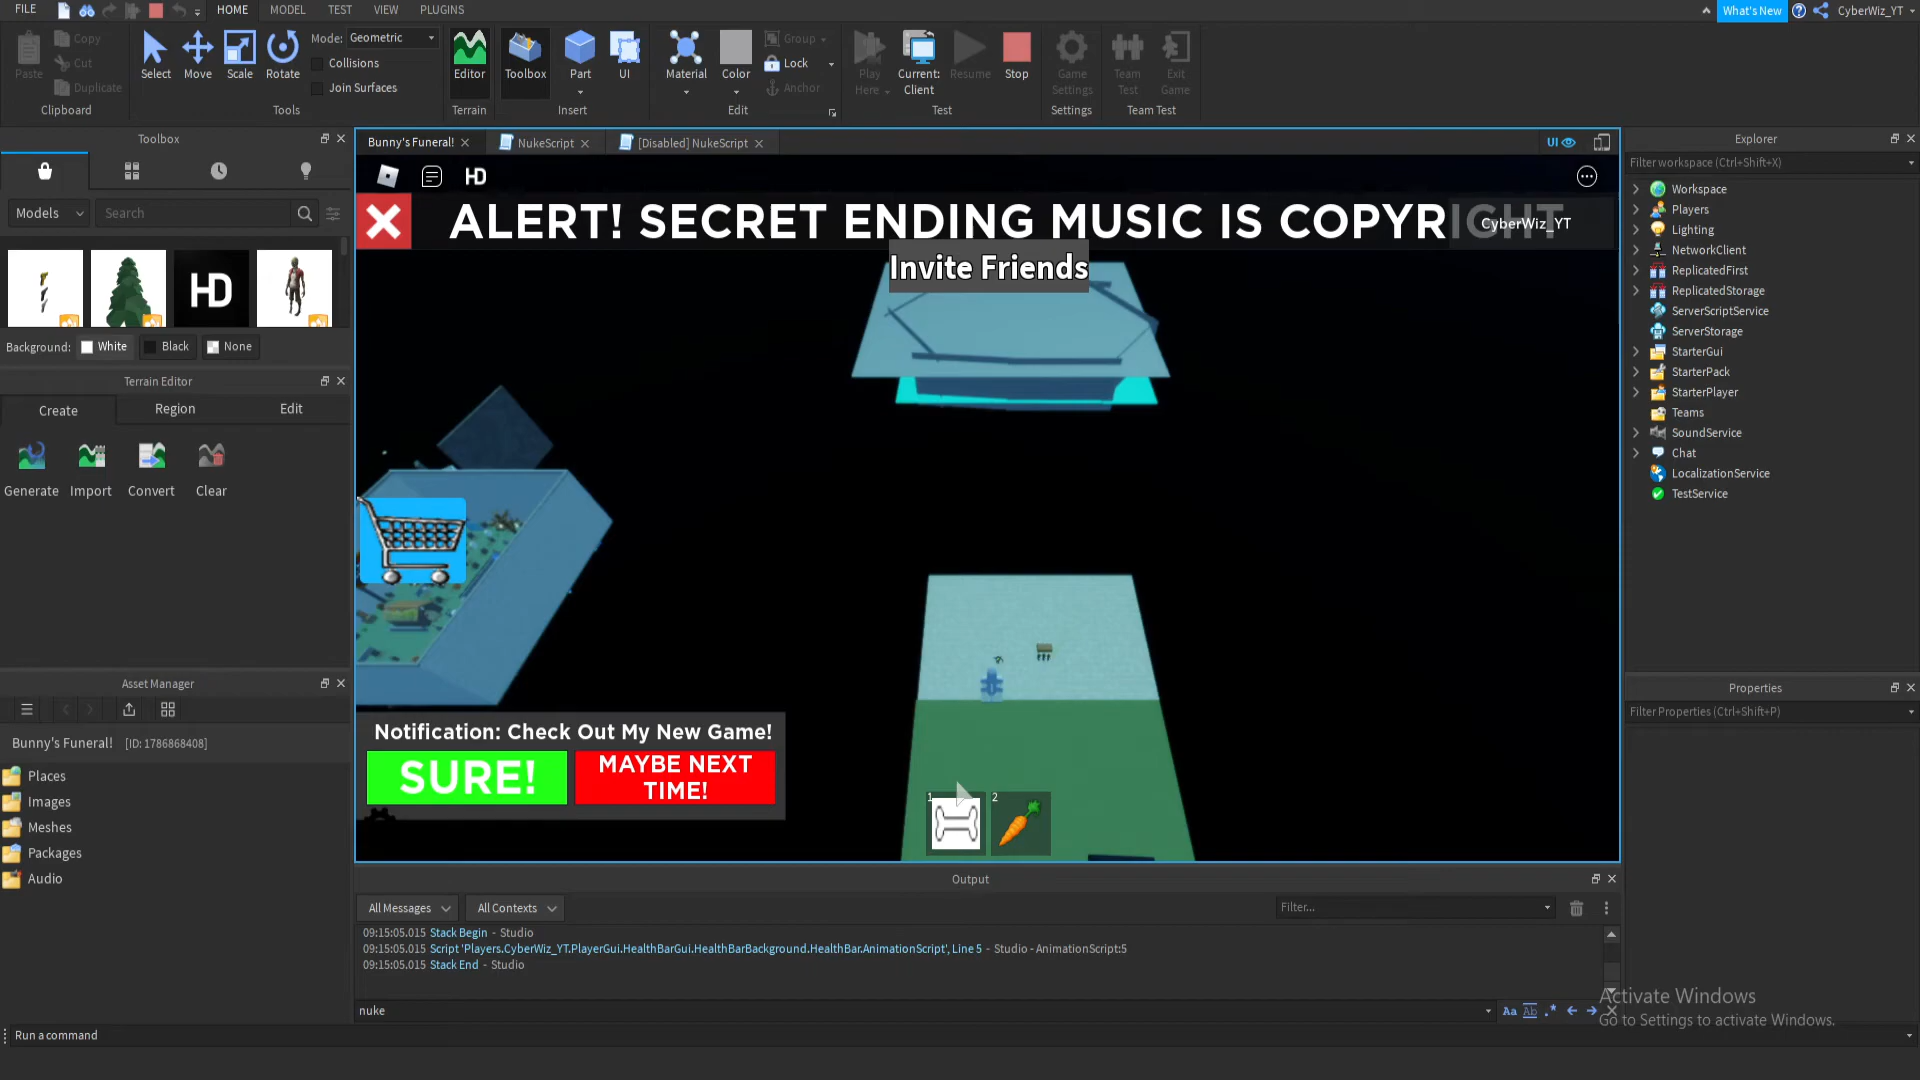 FILE
HOME
MODEL
TEST
VIEW
PLUGINS
What's New
CyberWiz_YT
Paste
Copy
Cut
Duplicate
Clipboard
Select
Move
Scale
Rotate
Mode: Geometric
Collisions
Join Surfaces
Tools
Editor
Terrain
Toolbox
Part
UI
Insert
Material
Color
Group
Lock
Anchor
Edit
Play
Here
Current:
Client
Resume
Stop
Test
Game
Settings
Settings
Team
Test
Exit
Game
Team Test
Toolbox
Models
Search
HD
Background: White Black None
Terrain Editor
Create
Region
Edit
Generate
Import
Convert
Clear
Asset Manager
Bunny's Funeral! [ID: 1786868408]
Places
Images
Meshes
Packages
Audio
Bunny's Funeral!
NukeScript
[Disabled] NukeScript
UI
HD
ALERT! SECRET ENDING MUSIC IS COPYRIGHT
CyberWiz_YT
Invite Friends
Notification: Check Out My New Game!
SURE!
MAYBE NEXT
TIME!
1
2
Output
All Messages
All Contexts
Filter...
09:15:05.015 Stack Begin - Studio
09:15:05.015 Script 'Players.CyberWiz_YT.PlayerGui.HealthBarGui.HealthBarBackground.HealthBar.AnimationScript', Line 5 - Studio - AnimationScript:5
09:15:05.015 Stack End - Studio
nuke
Aa
Ab
.*
Run a command
Explorer
Filter workspace (Ctrl+Shift+X)
Workspace
Players
Lighting
NetworkClient
ReplicatedFirst
ReplicatedStorage
ServerScriptService
ServerStorage
StarterGui
StarterPack
StarterPlayer
Teams
SoundService
Chat
LocalizationService
TestService
Properties
Filter Properties (Ctrl+Shift+P)
Activate Windows
Go to Settings to activate Windows.